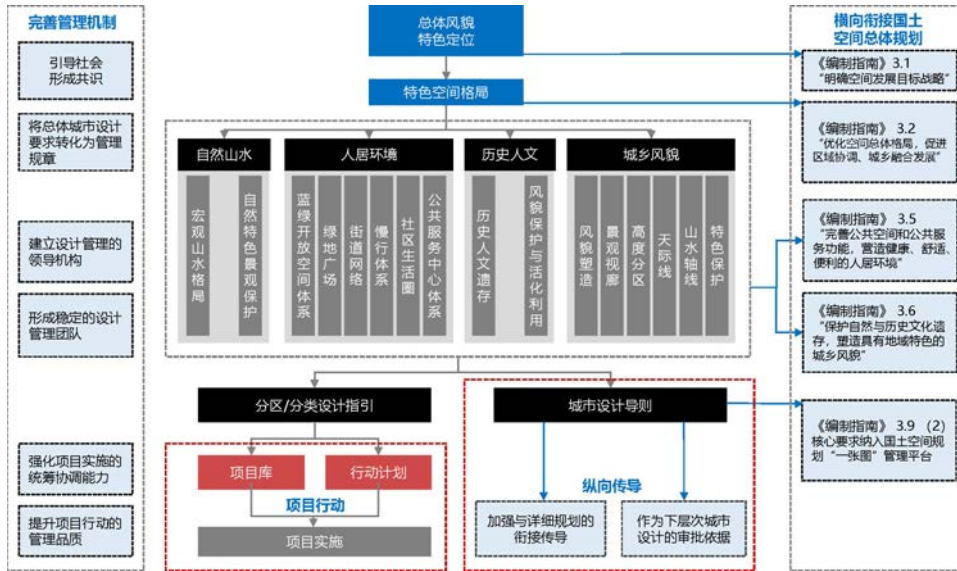 完善管理机制
引导社会
形成共识
将总体城市设计
要求转化为管理
规章
建立设计管理的
领导机构
形成稳定的设计
管理团队
强化项目实施的
统筹协调能力
提升项目行动的
管理品质
总体风貌
特色定位
特色空间格局
自然山水
宏观山水格局
自然特色景观保护
人居环境
蓝绿开放空间体系
绿地广场
街道网络
慢行体系
社区生活圈
公共服务中心体系
历史人文
历史人文遗存
风貌保护与活化利用
城乡风貌
风貌塑造
景观视廊
高度分区
天际线
山水轴线
特色保护
分区/分类设计指引
项目库
行动计划
项目行动
项目实施
城市设计导则
纵向传导
加强与详细规划的
衔接传导
作为下层次城市
设计的审批依据
横向衔接国土
空间总体规划
《编制指南》3.1
“明确空间发展目标战略”
《编制指南》3.2
“优化空间总体格局，促进
区域协调、城乡融合发展”
《编制指南》3.5
“完善公共空间和公共服
务功能，营造健康、舒适、
便利的人居环境”
《编制指南》3.6
“保护自然与历史文化遗
存，塑造具有地域特色的
城乡风貌”
《编制指南》3.9 （2）
核心要求纳入国土空间规
划“一张图”管理平台